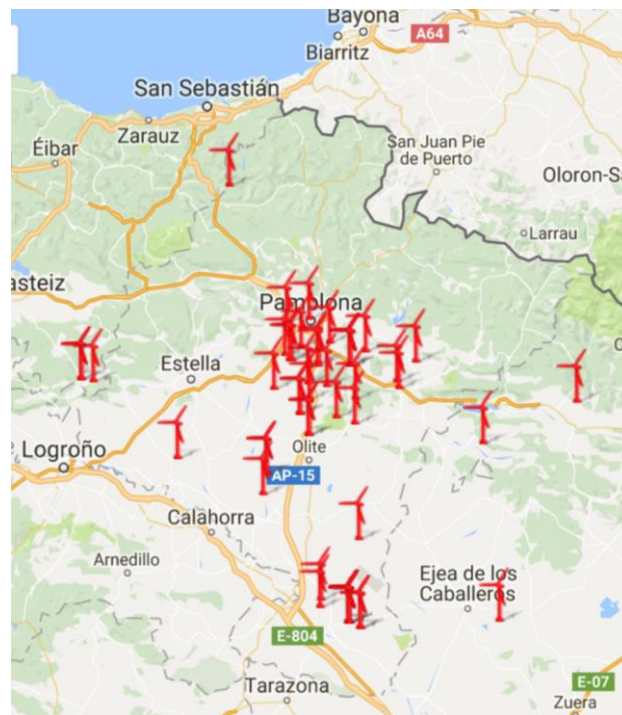 Bayona
A64
Biarritz
San Sebastián
Zarauz
Éibar
San Juan Pie
de Puerto
Oloron-Sa
Larrau
asteiz
Pamplona
Estella
Logroño
Olite
AP-15
Calahorra
Arnedillo
Ejea de los
Caballeros
E-804
Tarazona
E-07
Zuera